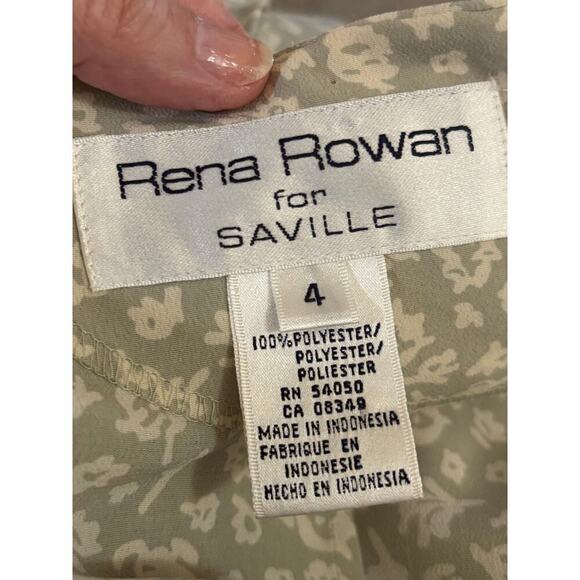 Rena Rowan
for
SAVILLE
4
100%POLYESTER/
POLYESTER/
POLIESTER
RN 54050
CA 08349
MADE IN INDONESIA
FABRIQUE EN
INDONESIE
HECHO EN INDONESIA